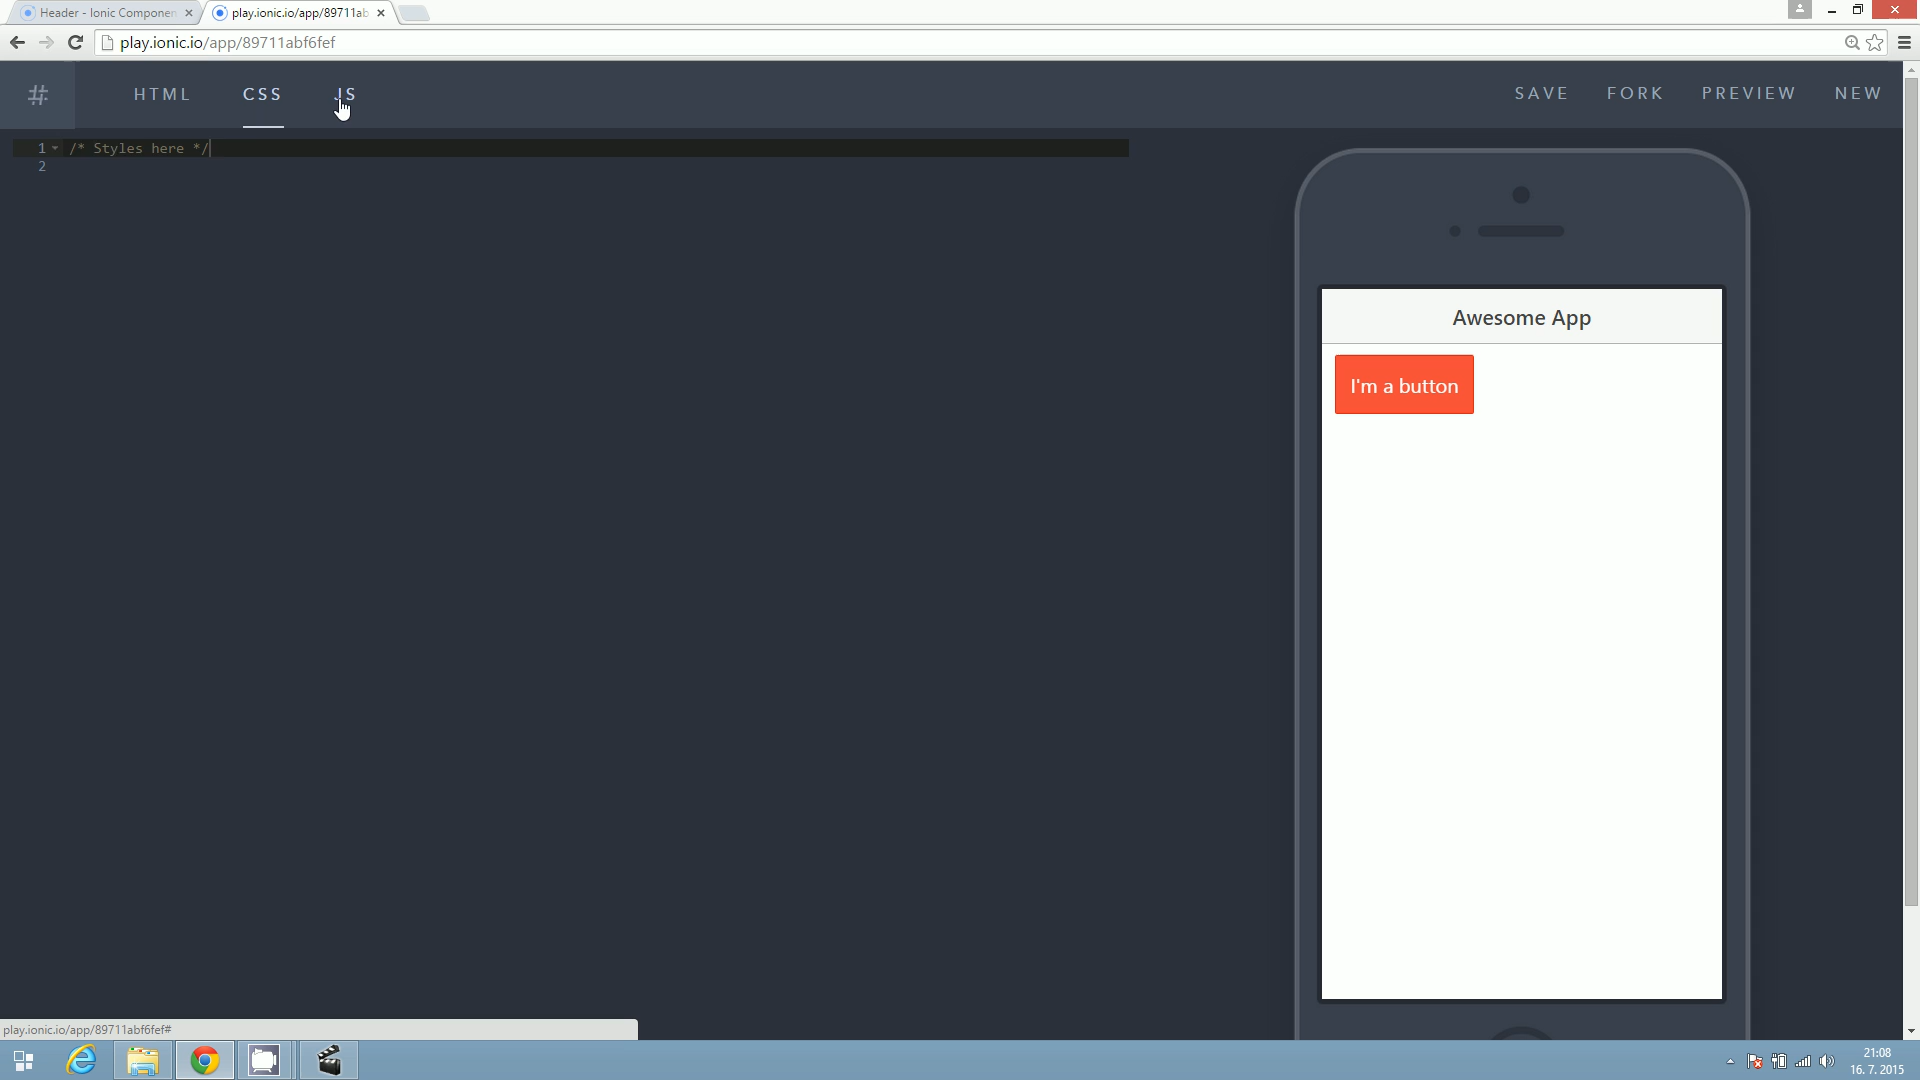 Header - Ionic Componen
play.ionic.io/app/89711ab
play.ionic.io/app/89711abf6fef
#
HTML CSS JS
SAVE FORK PREVIEW NEW
1 /* Styles here */
2
Awesome App
I'm a button
play.ionic.io/app/89711abf6fef#
21:08
16. 7. 2015